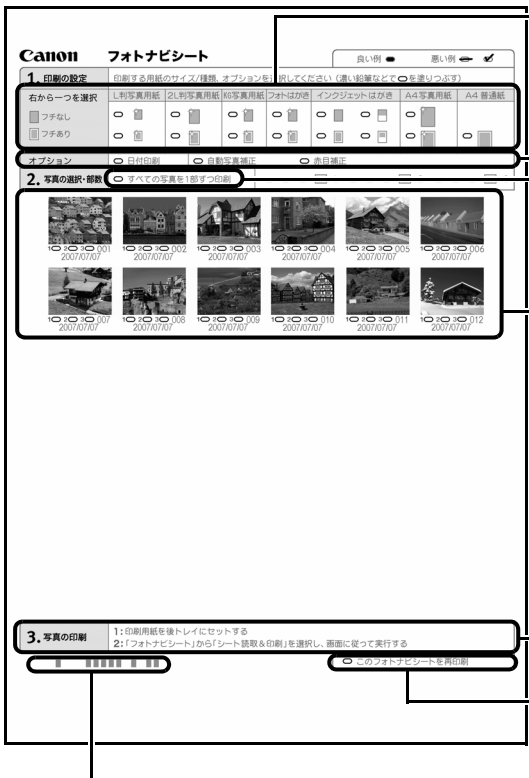 Canon フォトナビシート 良い例 悪い例
1. 印刷の設定 印刷する用紙のサイズ/種類、オプションを選択してください(濃い鉛筆などで を塗りつぶす)
右から一つを選択 L判写真用紙 2L判写真用紙 KG写真用紙 フォトはがき インクジェットはがき A4写真用紙 A4 普通紙
フチなし
フチあり
オプション 日付印刷 自動写真補正 赤目補正
2. 写真の選択・部数 すべての写真を1部ずつ印刷
1 2 3 001 1 2 3 002 1 2 3 003 1 2 3 004 1 2 3 005 1 2 3 006
2007/07/07 2007/07/07 2007/07/07 2007/07/07 2007/07/07 2007/07/07
1 2 3 007 1 2 3 008 1 2 3 009 1 2 3 010 1 2 3 011 1 2 3 012
2007/07/07 2007/07/07 2007/07/07 2007/07/07 2007/07/07 2007/07/07
3. 写真の印刷 1:印刷用紙を後トレイにセットする
2:「フォトナビシート」から「シート読取&印刷」を選択し、画面に従って実行する
このフォトナビシートを再印刷